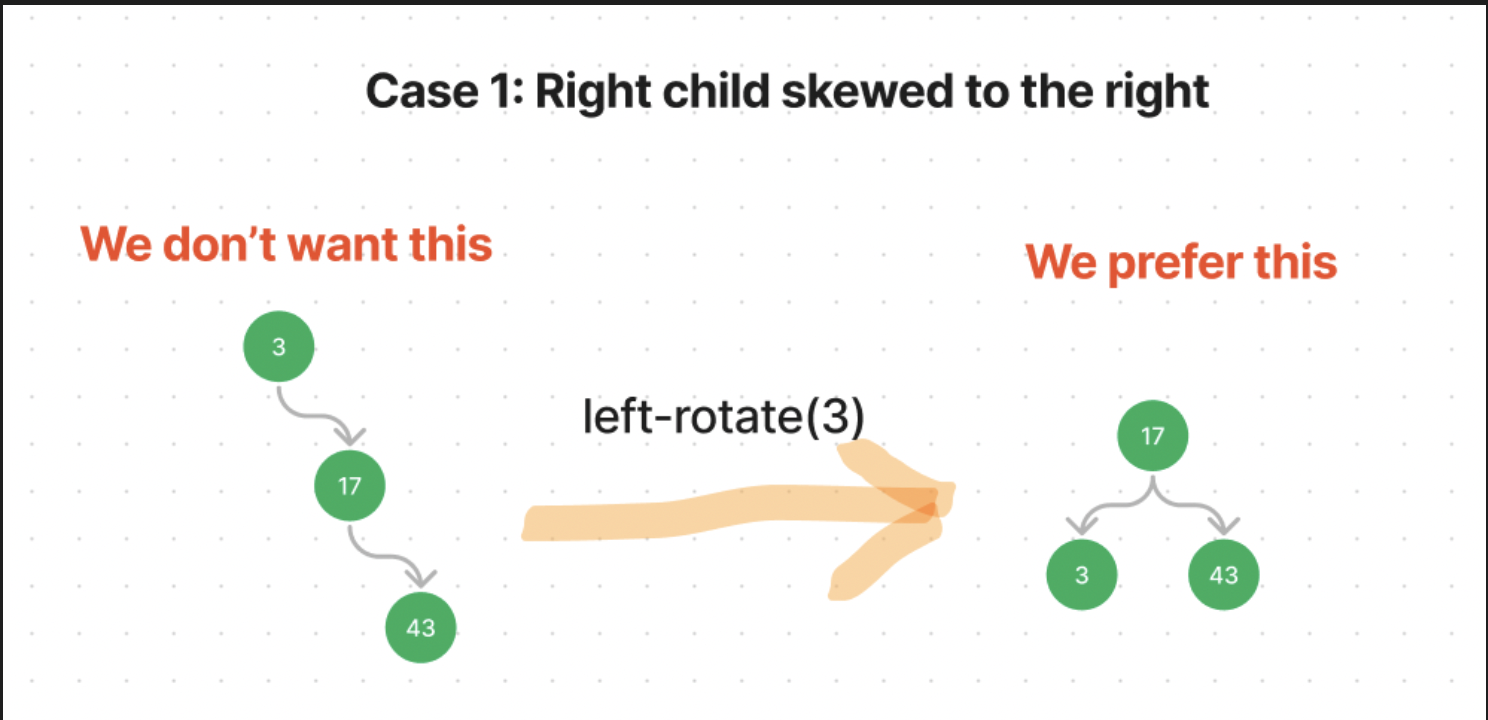 Case 1: Right child skewed to the right
We don’t want this
We prefer this
3
left-rotate(3)
17
17
3
43
43